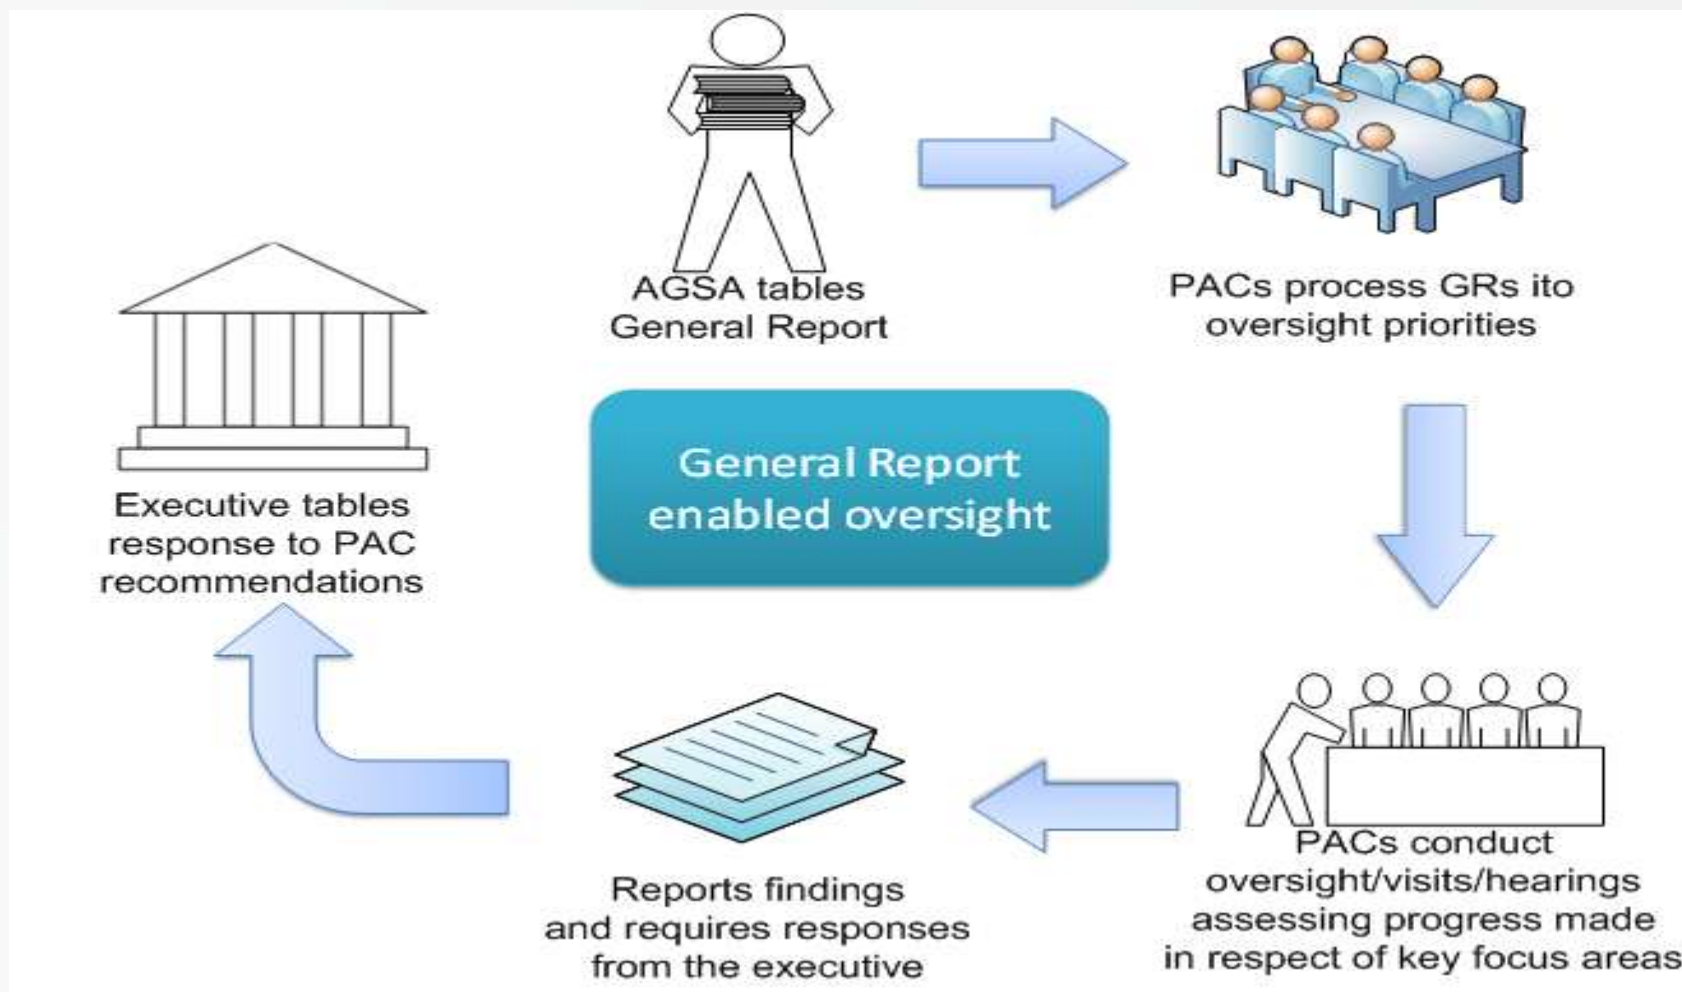 AGSA tables
General Report
PACs process GRs ito
oversight priorities
General Report
enabled oversight
Executive tables
response to PAC
recommendations
PACs conduct
oversight/visits/hearings
assessing progress made
in respect of key focus areas
Reports findings
and requires responses
from the executive